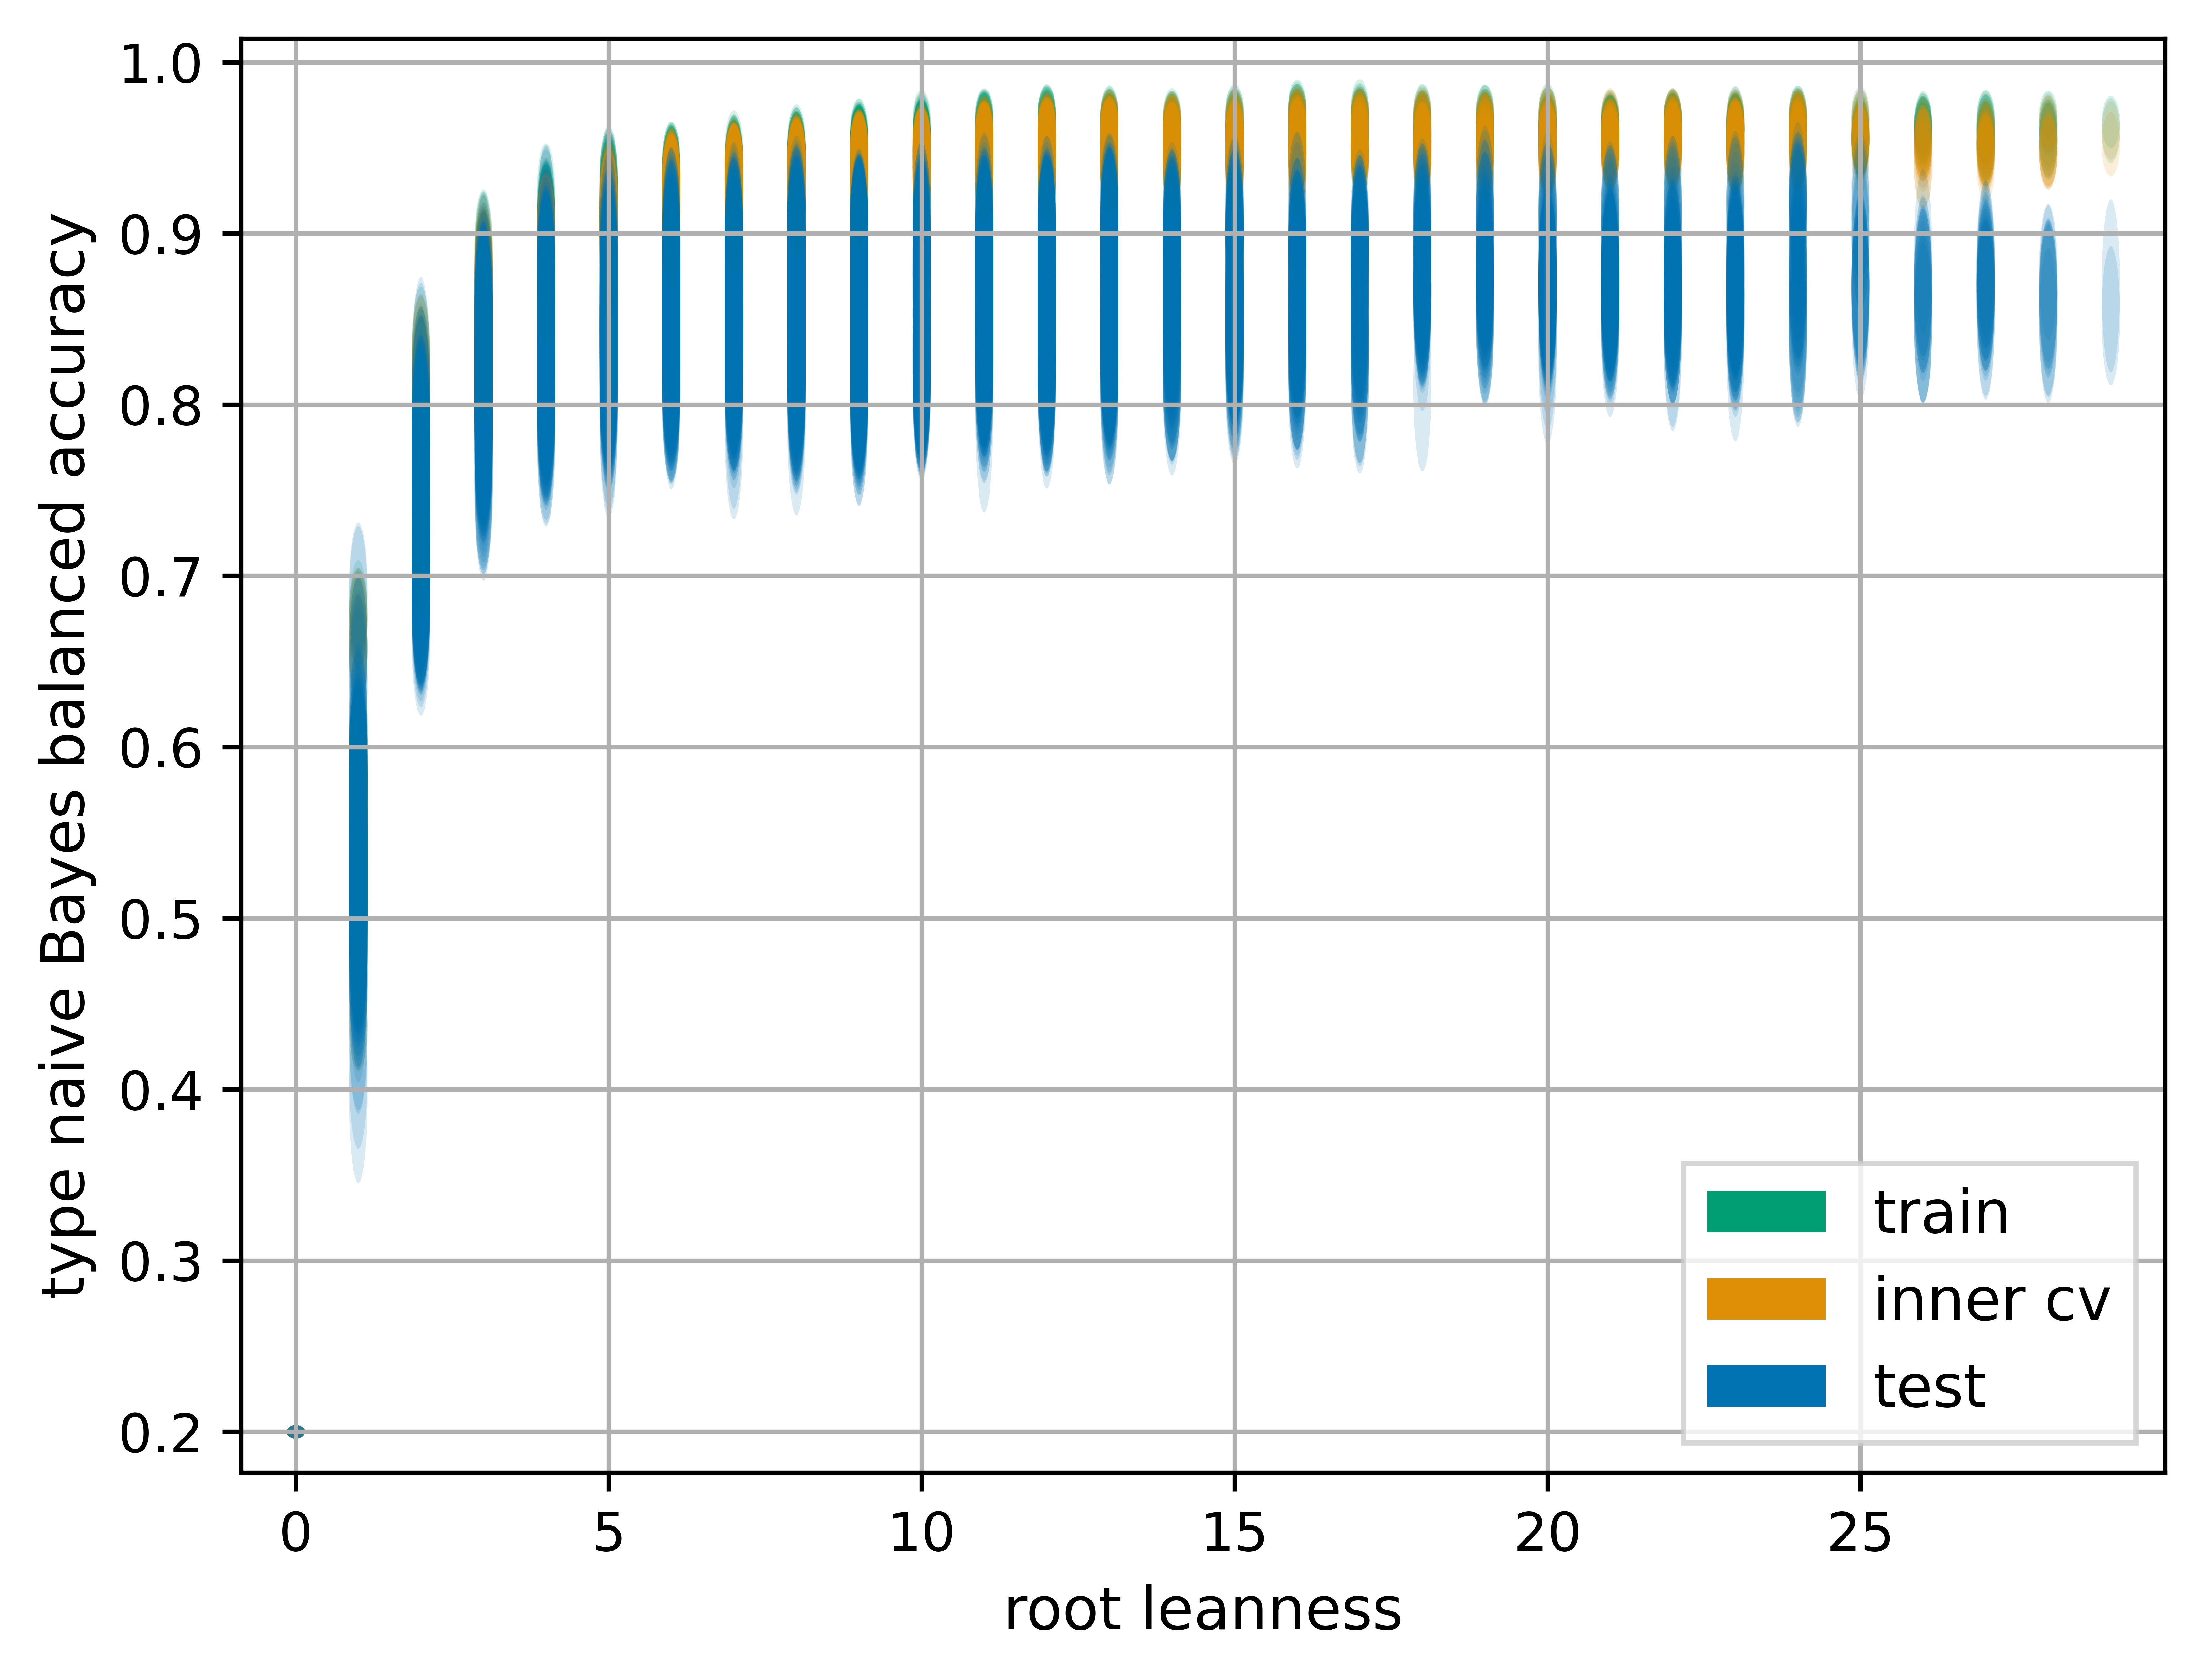 type naive Bayes balanced accuracy
1.0
0.9
0.8
0.7
0.6
0.5
0.4
0.3
0.2
train
inner cv
test
0 5 10 15 20 25
root leanness